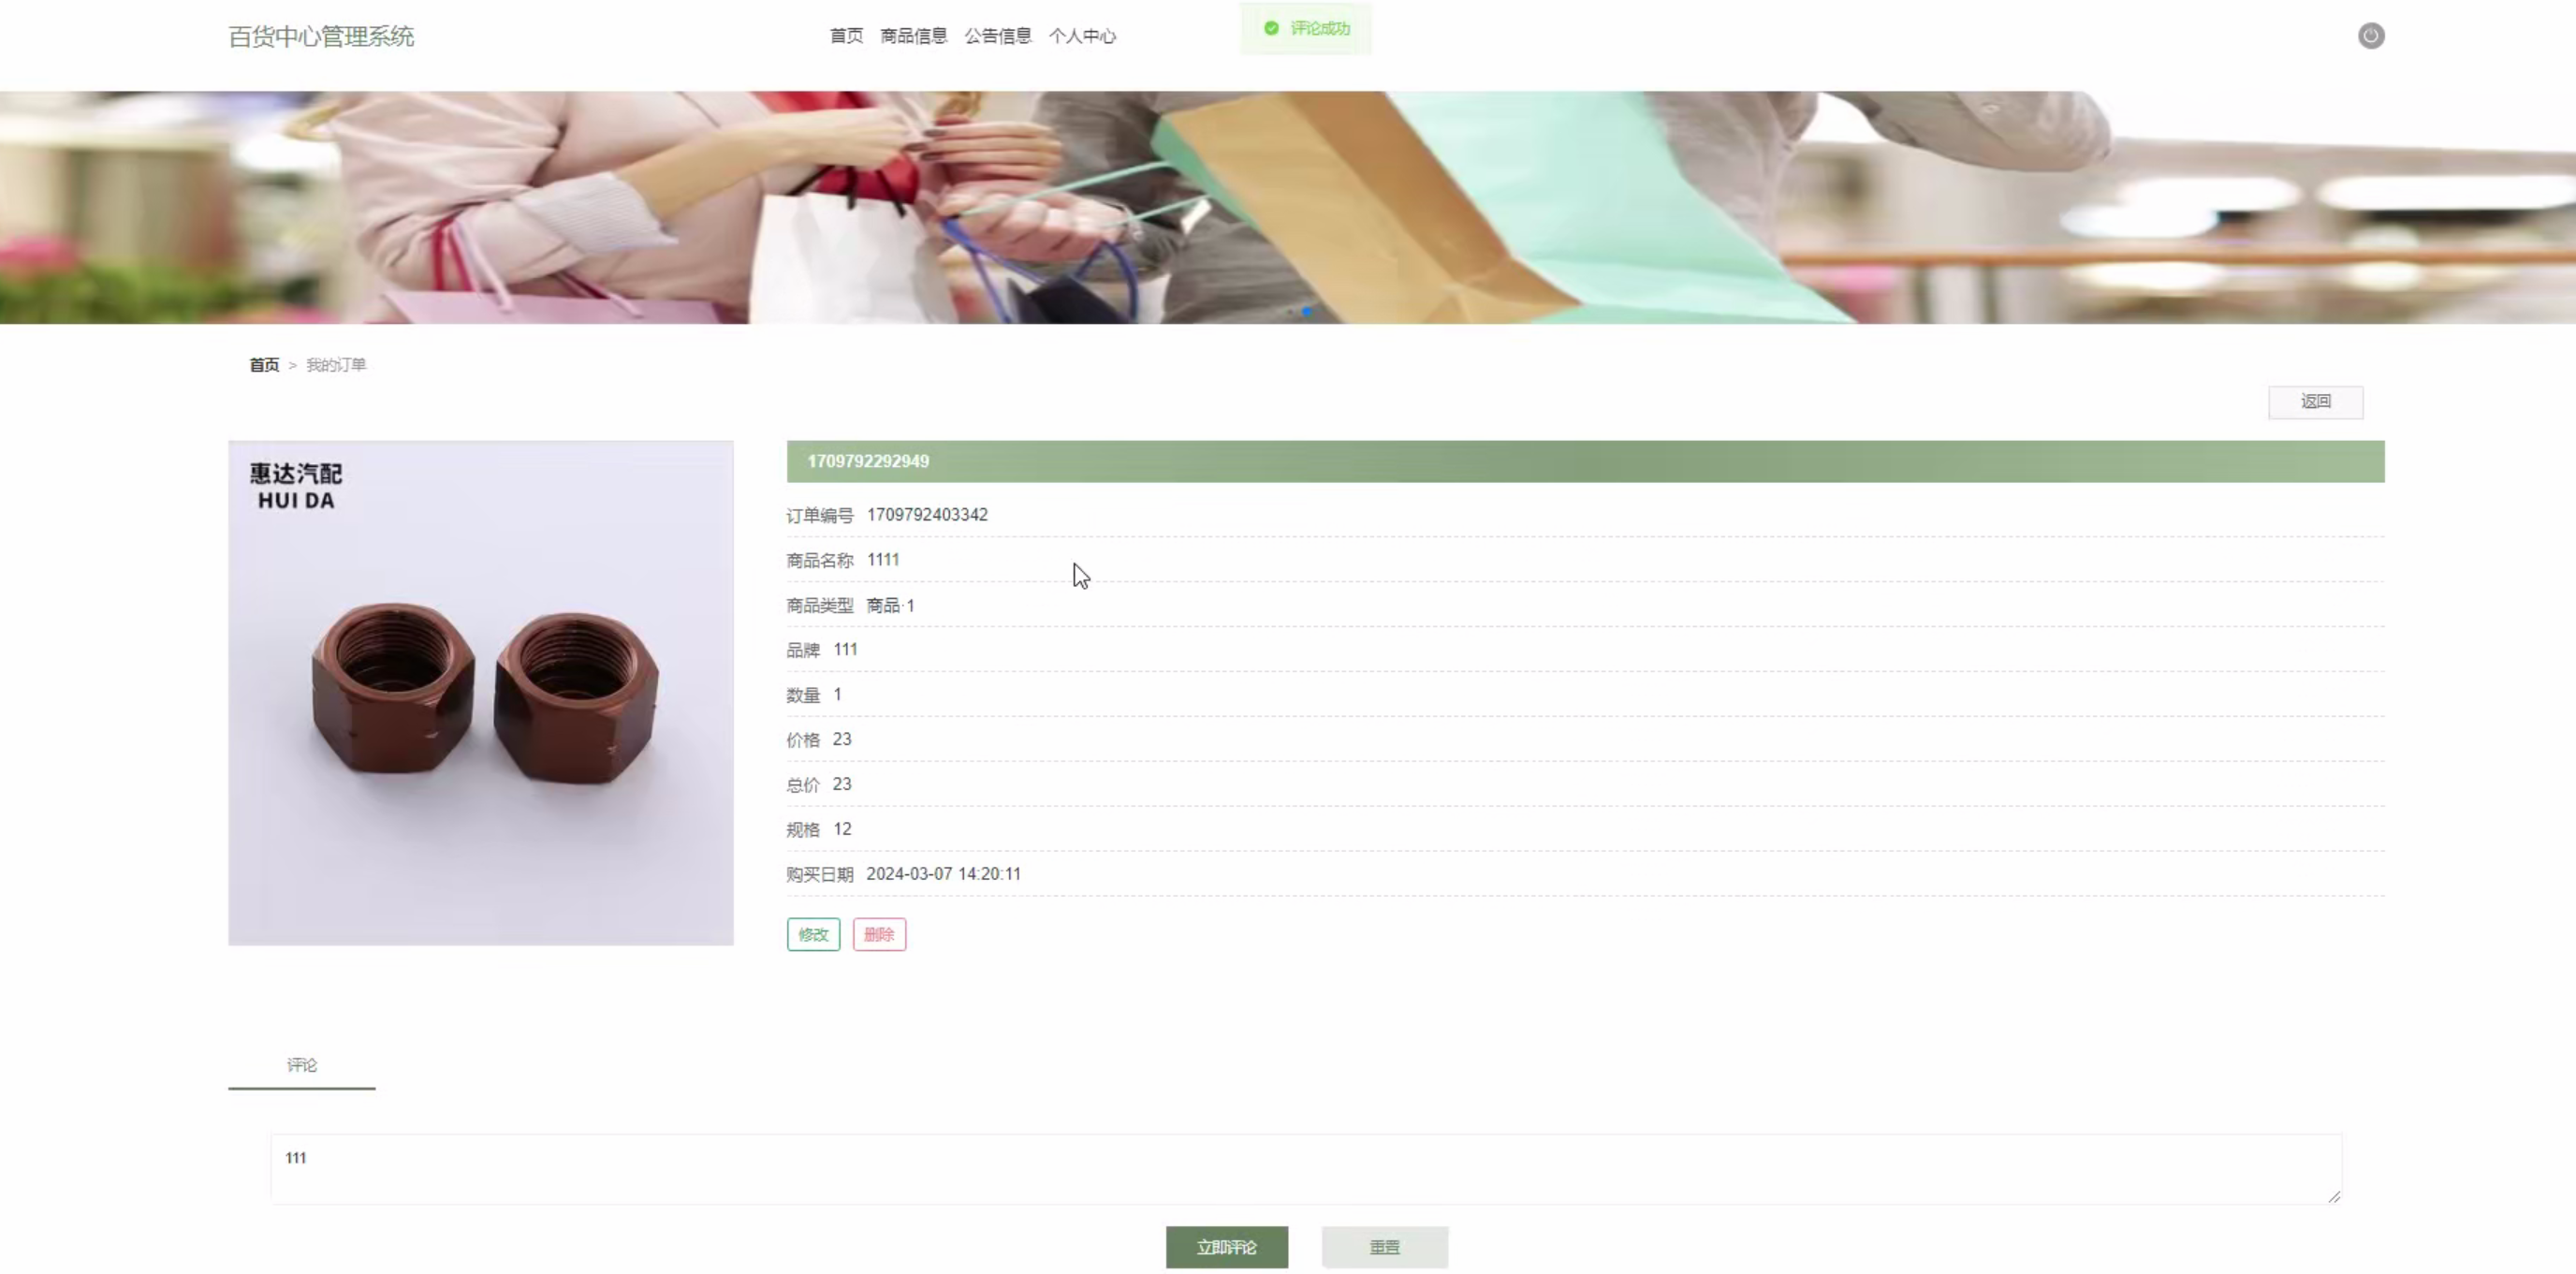 百货中心管理系统
首页 商品信息 公告信息 个人中心
评论成功
首页 > 我的订单
返回
惠达汽配
HUI DA
1709792292949
订单编号 1709792403342
商品名称 1111
商品类型 商品·1
品牌 111
数量 1
价格 23
总价 23
规格 12
购买日期 2024-03-07 14:20:11
修改 删除
评论
111
立即评论 重置